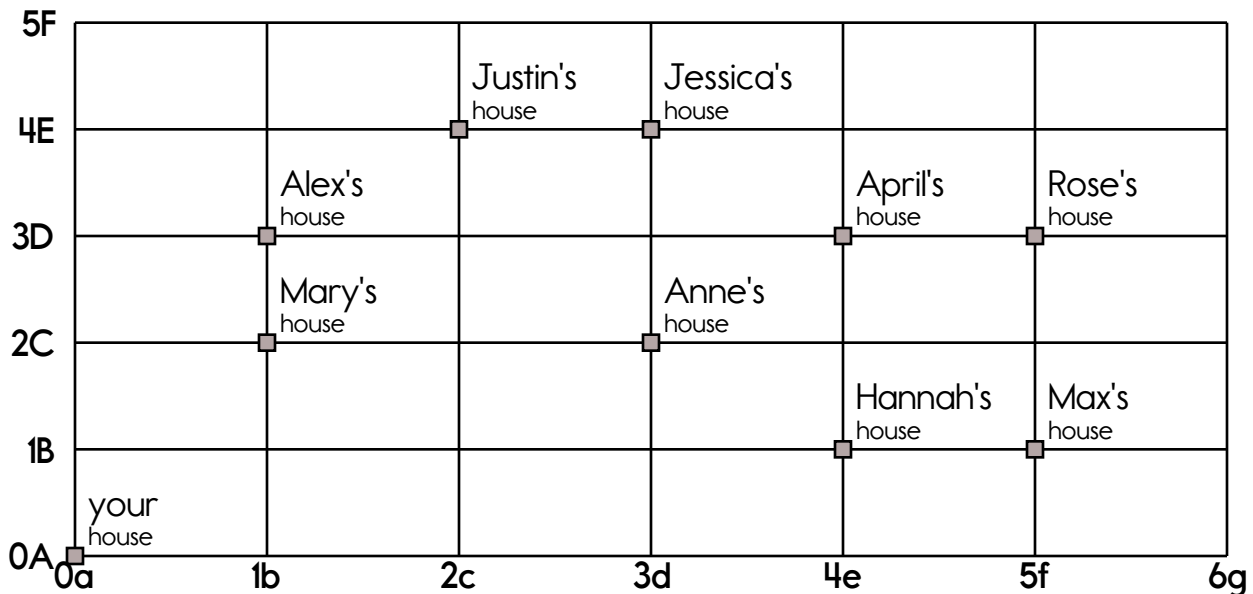 5F
Justin's
house
Jessica's
house
4E
Alex's
house
April's
house
Rose's
house
3D
Mary's
house
Anne's
house
2C
Hannah's
house
Max's
house
1B
your
house
0A
0a 1b 2c 3d 4e 5f 6g